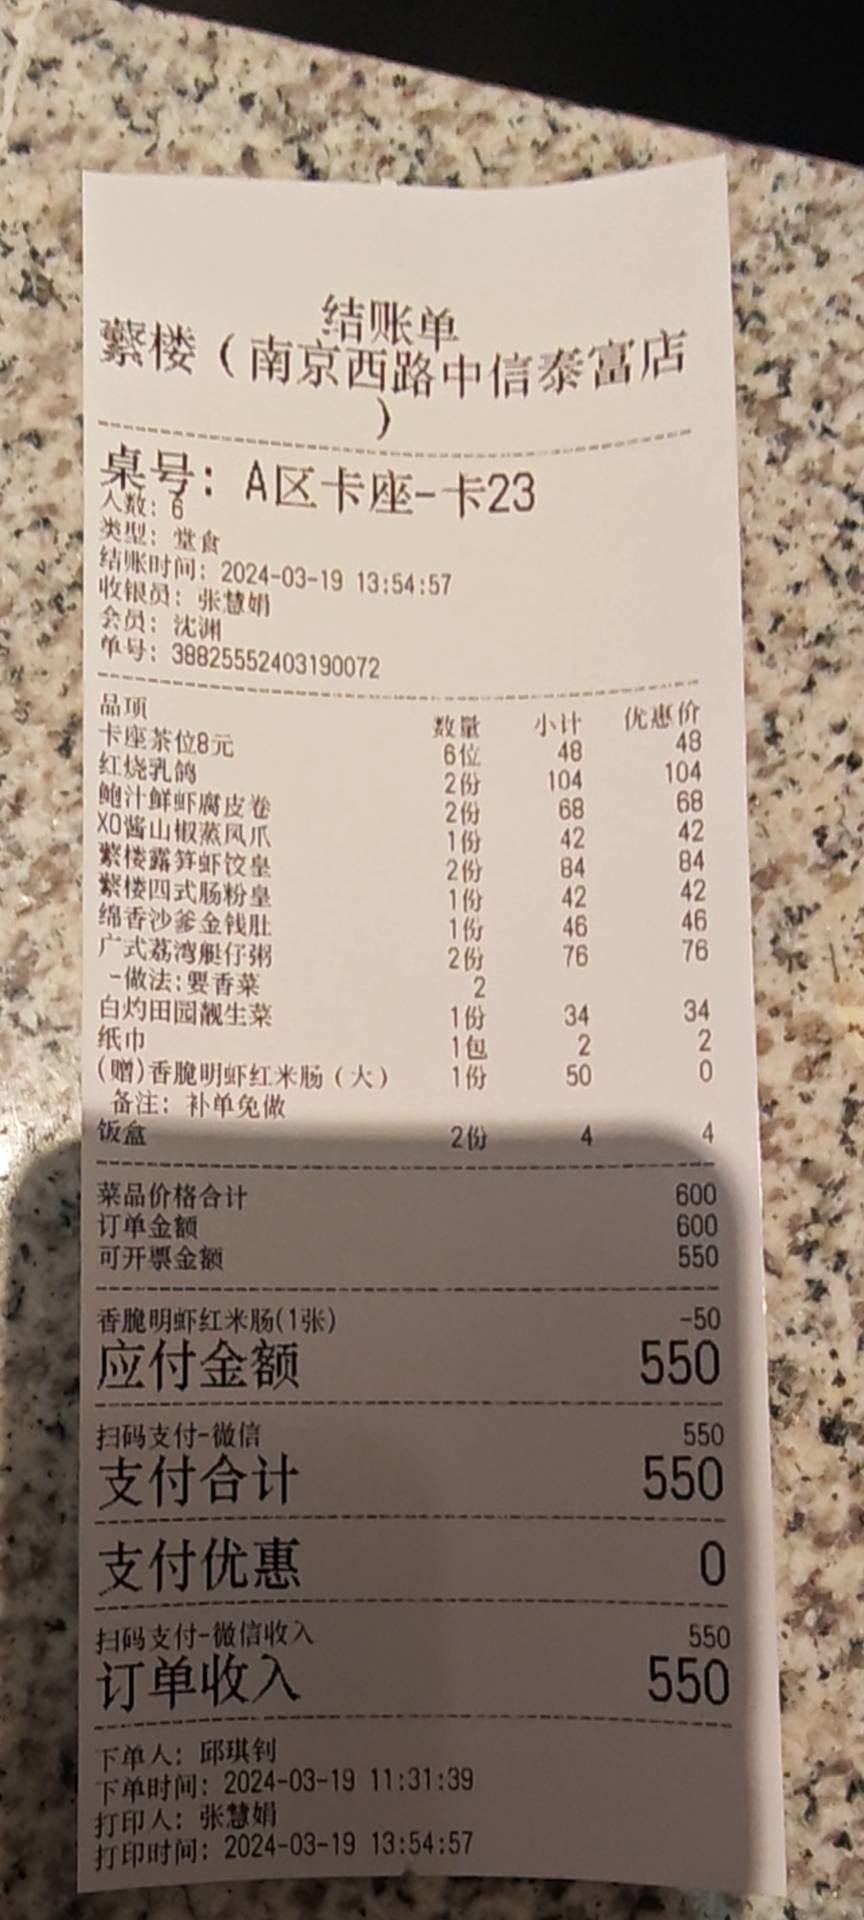 结账单
蘩楼（南京西路中信泰富店
）
桌号：A区卡座-卡23
人数：6
类型：堂食
结账时间：2024-03-19 13:54:57
收银员：张慧娟
会员：沈渊
单号：38825552403190072
品项 数量 小计 优惠价
卡座茶位8元 6位 48 48
红烧乳鸽 2份 104 104
鲍汁鲜虾腐皮卷 2份 68 68
XO酱山椒蒸凤爪 1份 42 42
蘩楼露笋虾饺皇 2份 84 84
蘩楼四式肠粉皇 1份 42 42
绵香沙爹金钱肚 1份 46 46
广式荔湾艇仔粥 2份 76 76
-做法:要香菜 2
白灼田园靓生菜 1份 34 34
纸巾 1包 2 2
(赠)香脆明虾红米肠（大） 1份 50 0
备注：补单免做
饭盒 2份 4 4
菜品价格合计 600
订单金额 600
可开票金额 550
香脆明虾红米肠(1张) -50
应付金额 550
扫码支付-微信 550
支付合计 550
支付优惠 0
扫码支付-微信收入 550
订单收入 550
下单人：邱琪钊
下单时间：2024-03-19 11:31:39
打印人：张慧娟
打印时间：2024-03-19 13:54:57